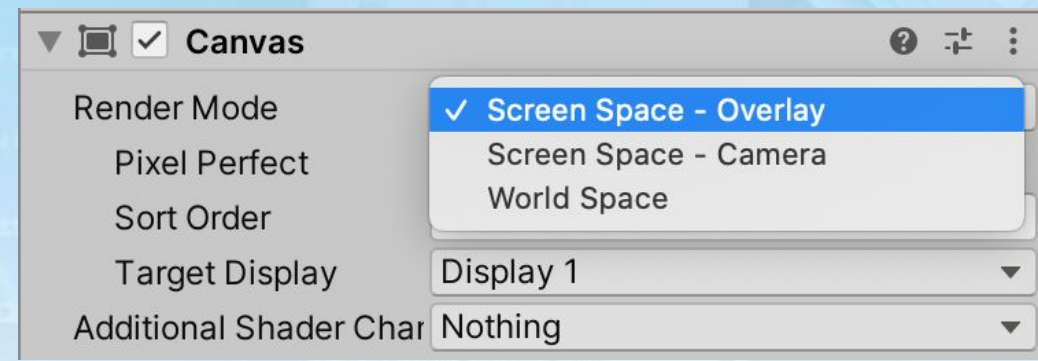 Canvas
Render Mode
✓ Screen Space - Overlay
Screen Space - Camera
World Space
Pixel Perfect
Sort Order
Target Display Display 1
Additional Shader Char Nothing